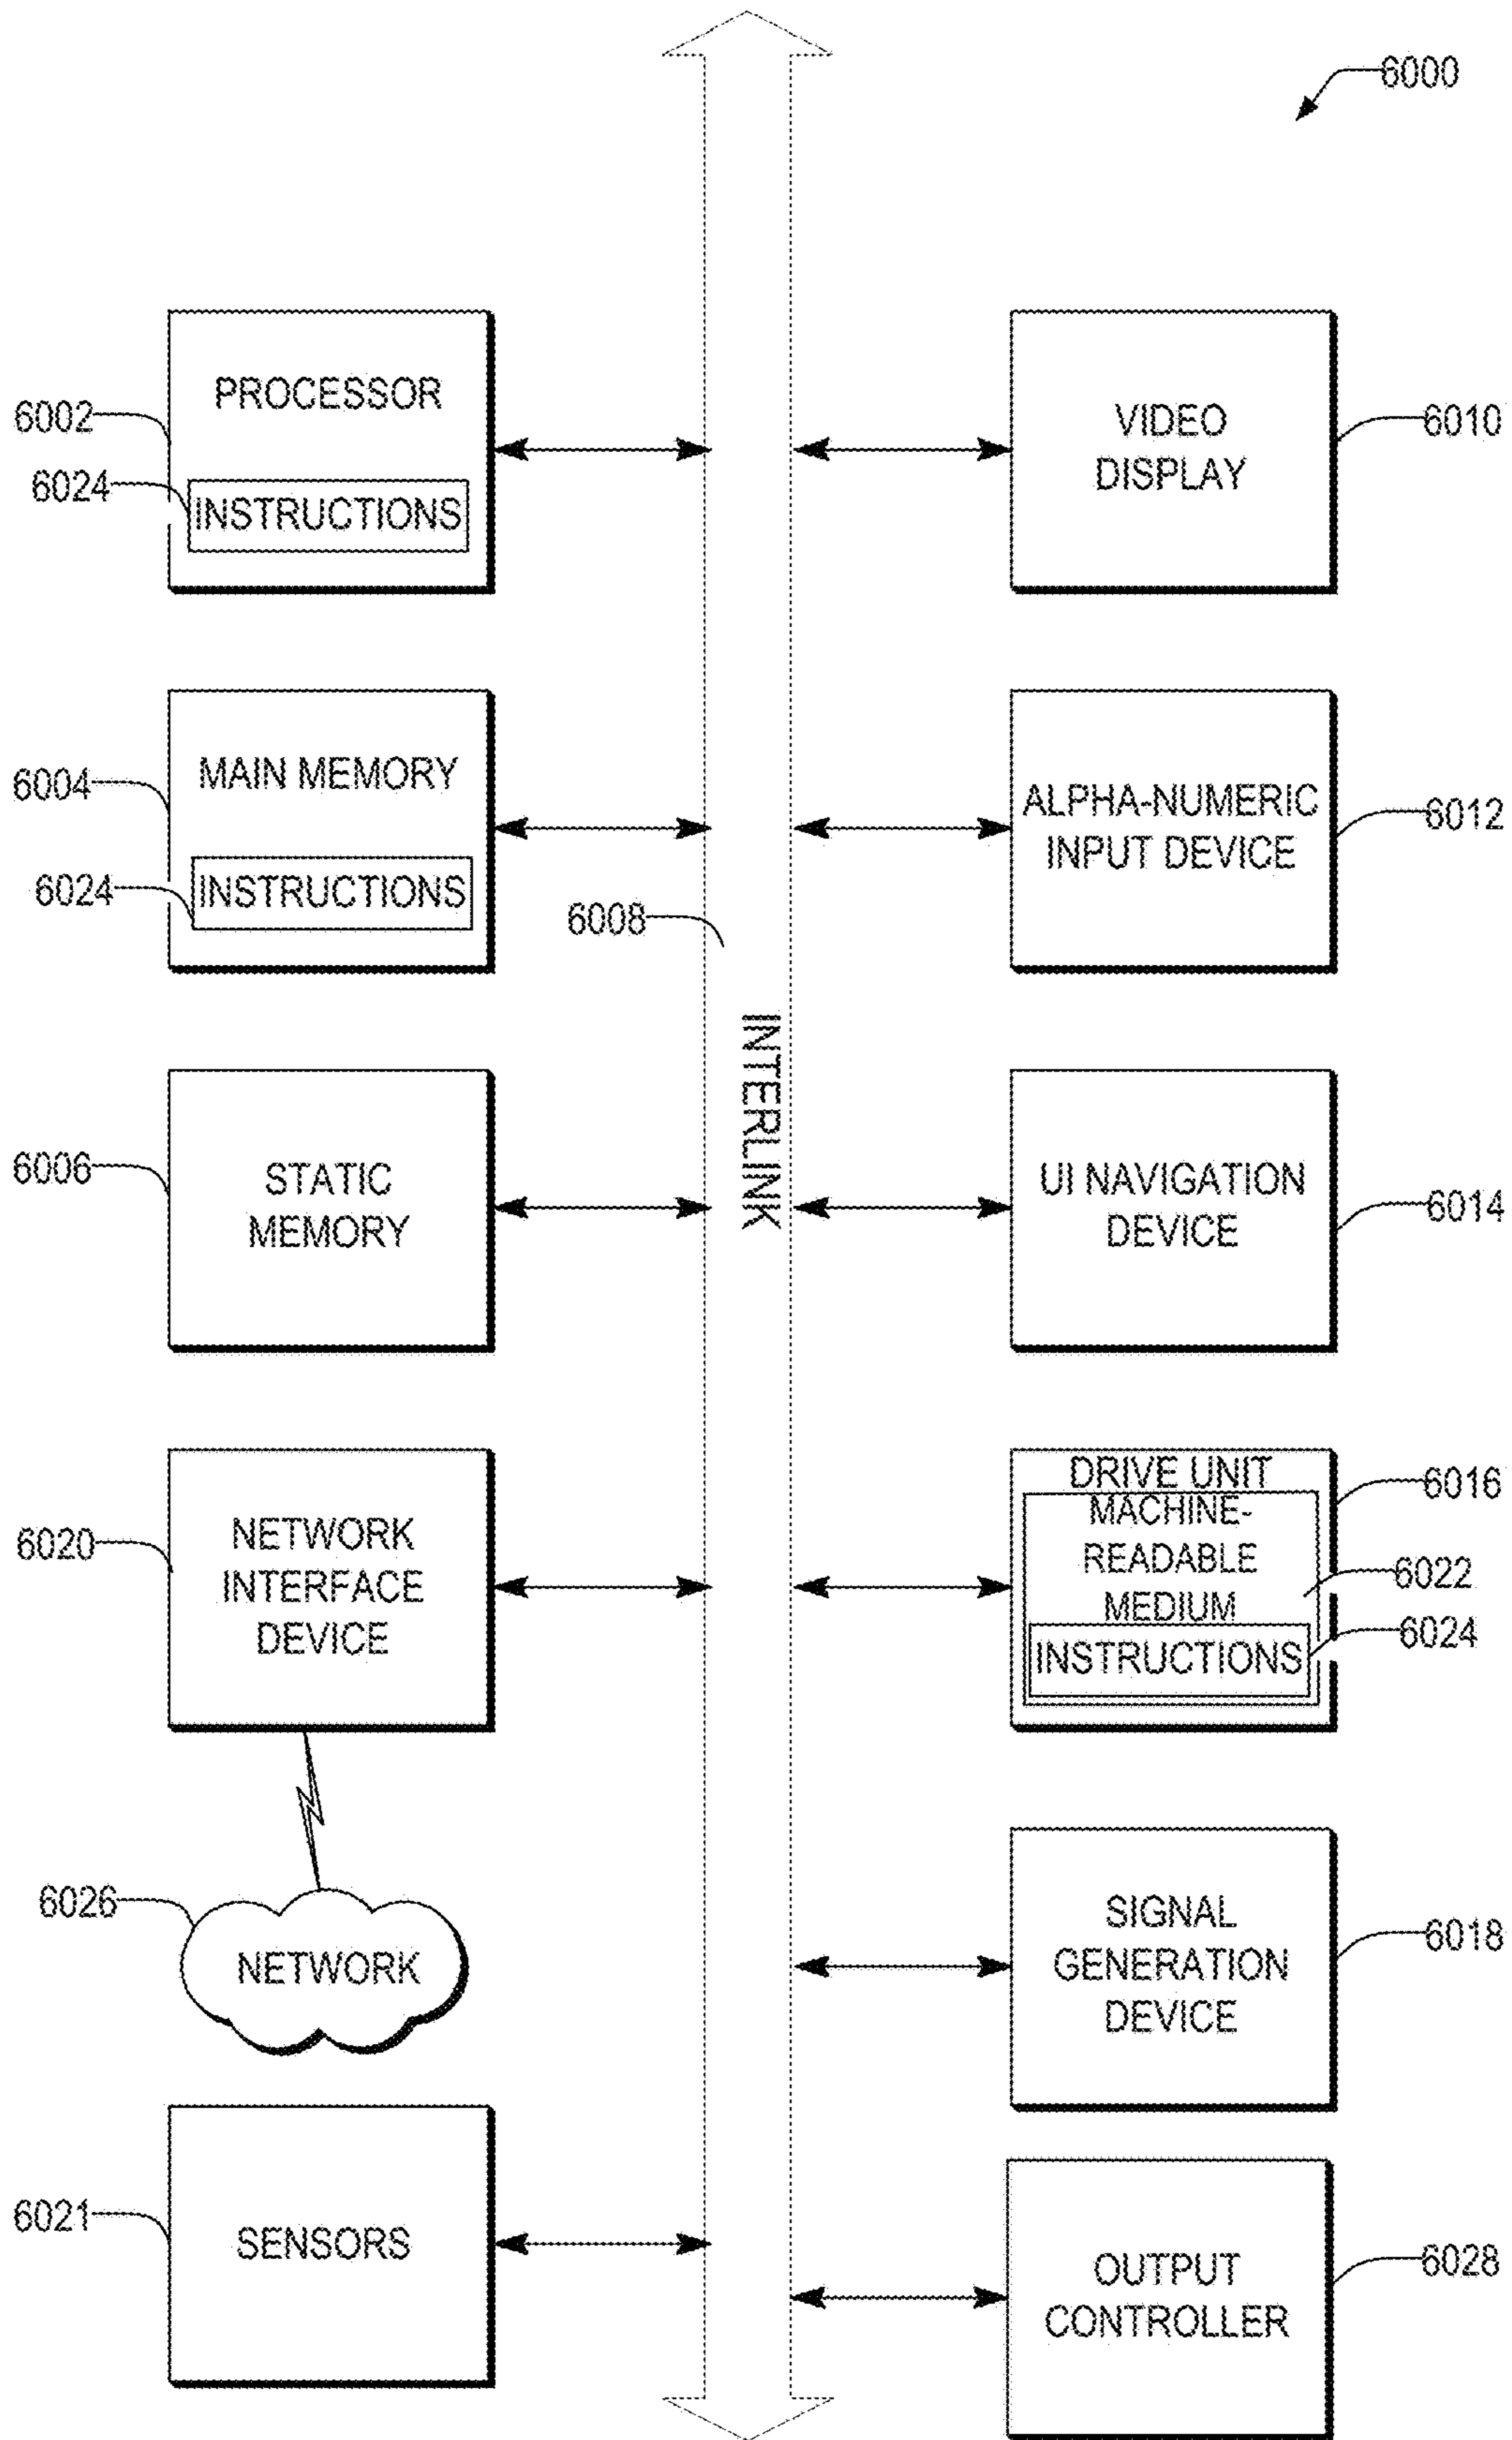 6000
PROCESSOR
6002
6024
INSTRUCTIONS
VIDEO
DISPLAY
6010
MAIN MEMORY
6004
6024
INSTRUCTIONS
ALPHA-NUMERIC
INPUT DEVICE
6012
6008
INTERLINK
STATIC
MEMORY
6006
UI NAVIGATION
DEVICE
6014
NETWORK
INTERFACE
DEVICE
6020
DRIVE UNIT
MACHINE-
READABLE
MEDIUM
INSTRUCTIONS
6016
6022
6024
6026
NETWORK
SIGNAL
GENERATION
DEVICE
6018
6021
SENSORS
OUTPUT
CONTROLLER
6028